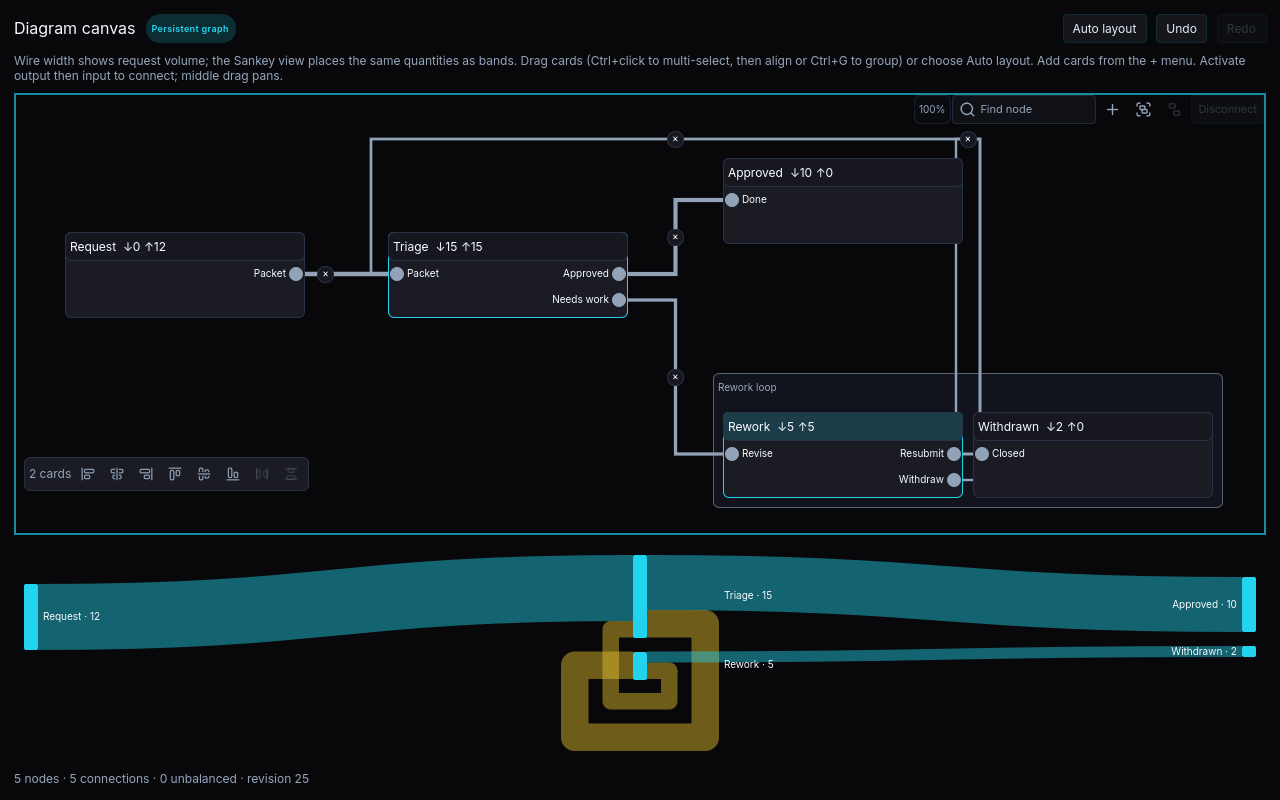 Diagram canvas
Persistent graph
Auto layout
Undo
Redo
Wire width shows request volume; the Sankey view places the same quantities as bands. Drag cards (Ctrl+click to multi-select, then align or Ctrl+G to group) or choose Auto layout. Add cards from the + menu. Activate
output then input to connect; middle drag pans.
100%
Find node
Disconnect
Approved ↓10 ↑0
Done
Request ↓0 ↑12
Packet
Triage ↓15 ↑15
Packet
Approved
Needs work
Rework loop
Rework ↓5 ↑5
Revise
Resubmit
Withdraw
Withdrawn ↓2 ↑0
Closed
2 cards
Request · 12
Triage · 15
Approved · 10
Withdrawn · 2
Rework · 5
5 nodes · 5 connections · 0 unbalanced · revision 25